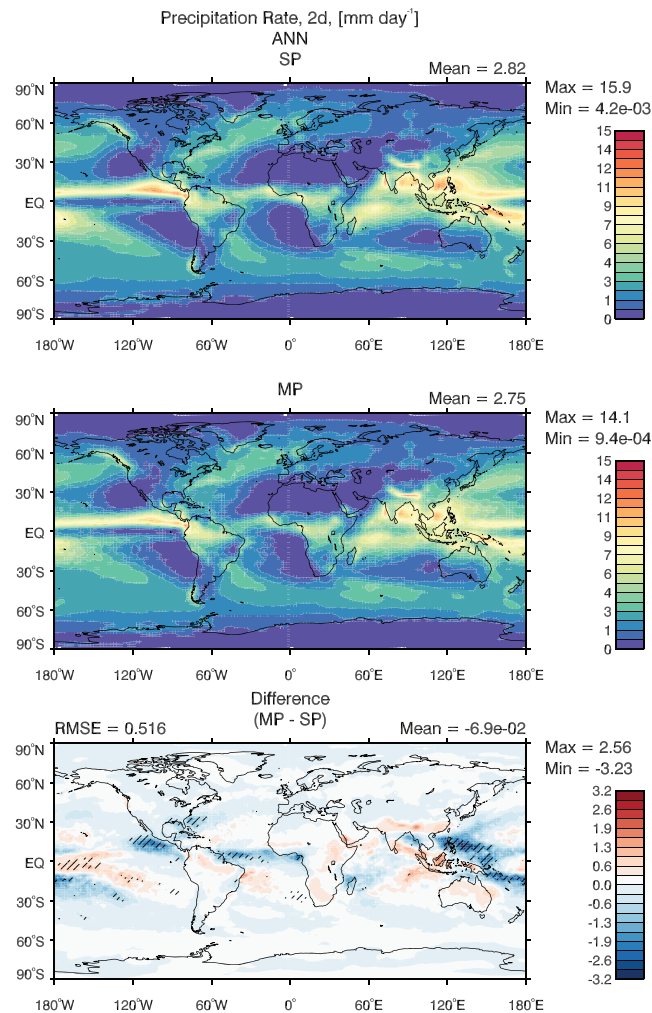 Precipitation Rate, 2d, [mm day⁻¹]
ANN
SP
Mean = 2.82
Max = 15.9
Min = 4.2e-03
90°N
60°N
30°N
EQ
30°S
60°S
90°S
180°W 120°W 60°W 0° 60°E 120°E 180°E
15
14
12
11
9
7
6
4
3
1
0
MP
Mean = 2.75
Max = 14.1
Min = 9.4e-04
90°N
60°N
30°N
EQ
30°S
60°S
90°S
180°W 120°W 60°W 0° 60°E 120°E 180°E
15
14
12
11
9
7
6
4
3
1
0
Difference
(MP - SP)
RMSE = 0.516
Mean = -6.9e-02
Max = 2.56
Min = -3.23
90°N
60°N
30°N
EQ
30°S
60°S
90°S
180°W 120°W 60°W 0° 60°E 120°E 180°E
3.2
2.6
1.9
1.3
0.6
0.0
-0.6
-1.3
-1.9
-2.6
-3.2